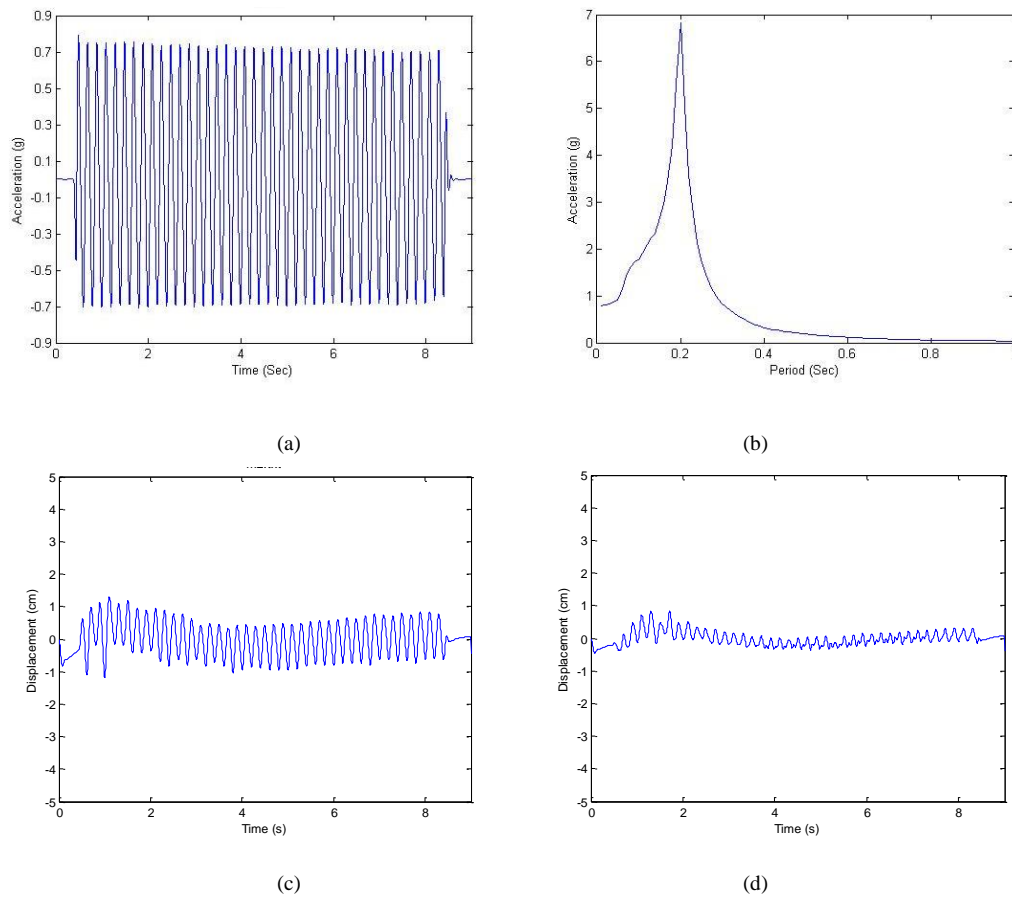 0.9
0.7
0.5
0.3
0.1
-0.1
-0.3
-0.5
-0.7
-0.9
0 2 4 6 8
Acceleration (g)
Time (Sec)
(a)
7
6
5
4
3
2
1
0
0 0.2 0.4 0.6 0.8
Acceleration (g)
Period (Sec)
(b)
5
4
3
2
1
0
-1
-2
-3
-4
-5
0 2 4 6 8
Displacement (cm)
Time (s)
(c)
5
4
3
2
1
0
-1
-2
-3
-4
-5
0 2 4 6 8
Displacement (cm)
Time (s)
(d)